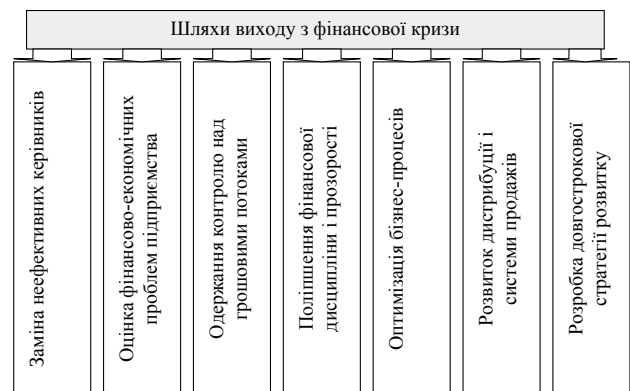 Шляхи виходу з фінансової кризи
Заміна неефективних керівників
Оцінка фінансово-економічних
проблем підприємства
Одержання контролю над
грошовими потоками
Поліпшення фінансової
дисципліни і прозорості
Оптимізація бізнес-процесів
Розвиток дистрибуції і
системи продажів
Розробка довгострокової
стратегії розвитку